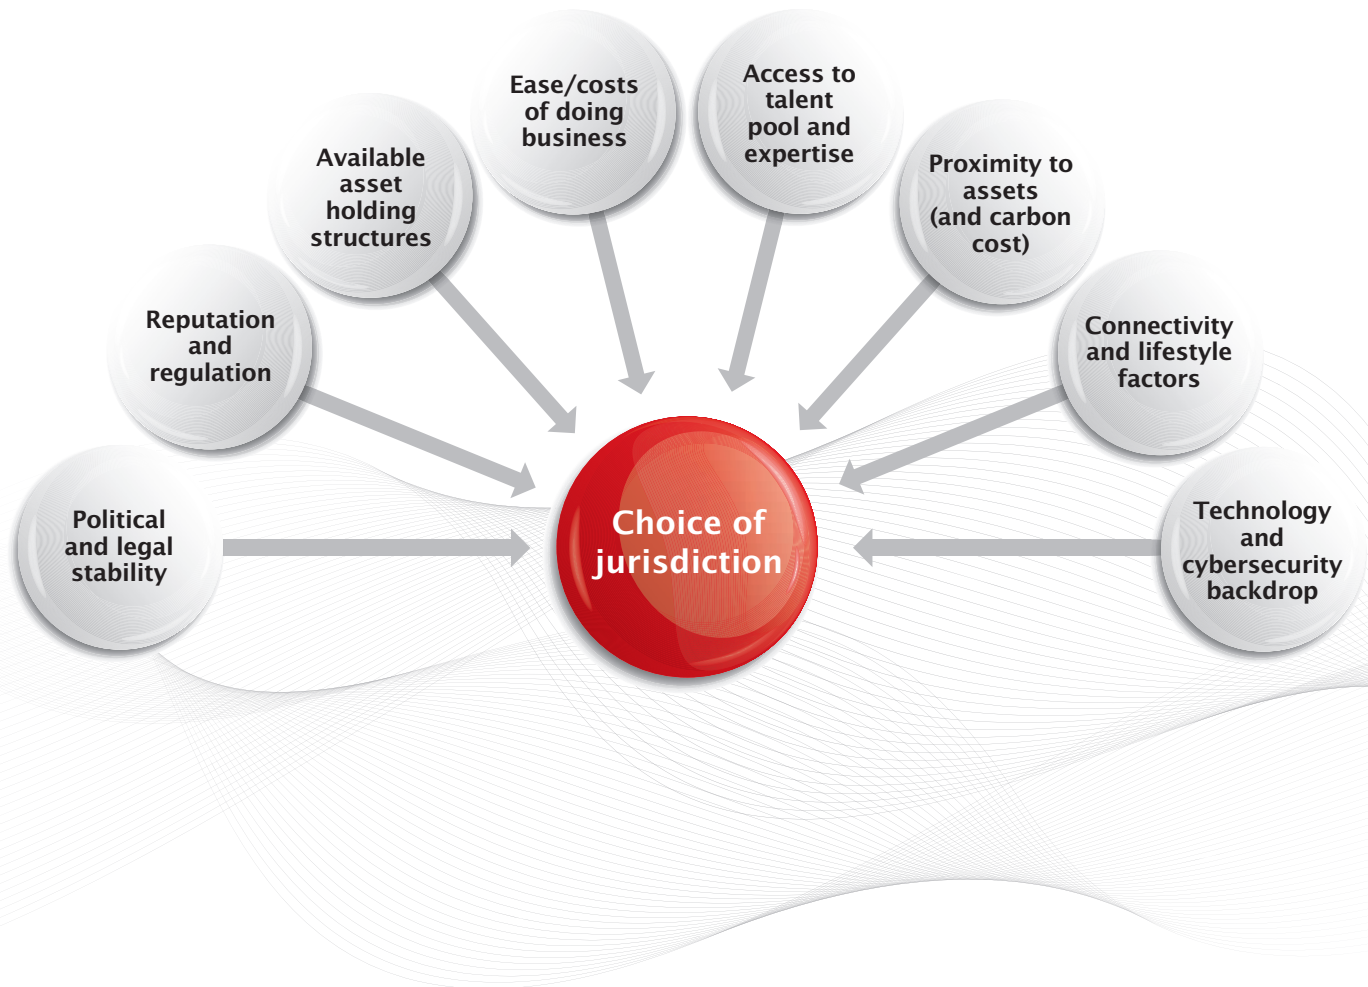 Ease/costs
of doing
business
Access to
talent
pool and
expertise
Available
asset
holding
structures
Proximity to
assets
(and carbon
cost)
Reputation
and
regulation
Connectivity
and lifestyle
factors
Political
and legal
stability
Choice of
jurisdiction
Technology
and
cybersecurity
backdrop